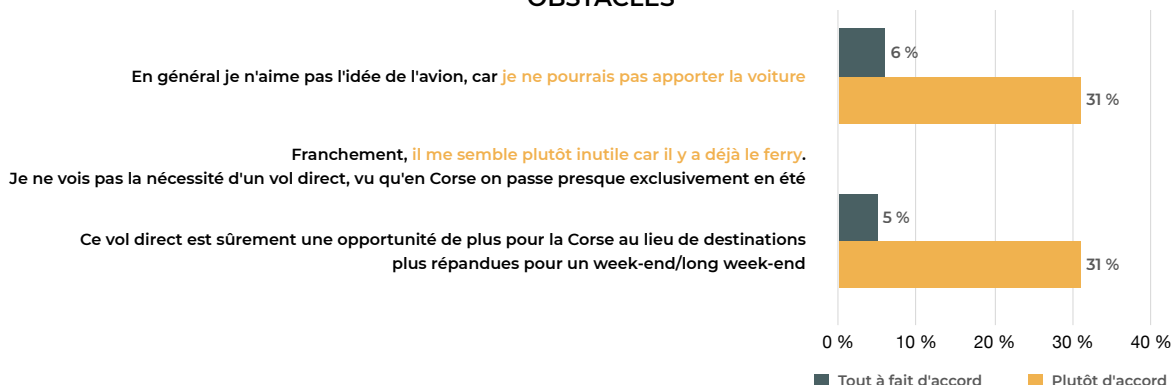 OBSTACLES
En général je n'aime pas l'idée de l'avion, car je ne pourrais pas apporter la voiture
6 %
31 %
Franchement, il me semble plutôt inutile car il y a déjà le ferry.
Je ne vois pas la nécessité d'un vol direct, vu qu'en Corse on passe presque exclusivement en été
Ce vol direct est sûrement une opportunité de plus pour la Corse au lieu de destinations
plus répandues pour un week-end/long week-end
5 %
31 %
0 % 10 % 20 % 30 % 40 %
Tout à fait d'accord Plutôt d'accord